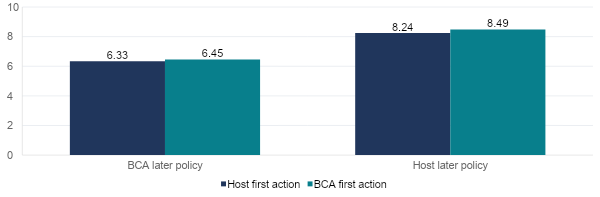 10
8
6
4
2
0
6.33
6.45
8.24
8.49
BCA later policy
Host later policy
Host first action
BCA first action